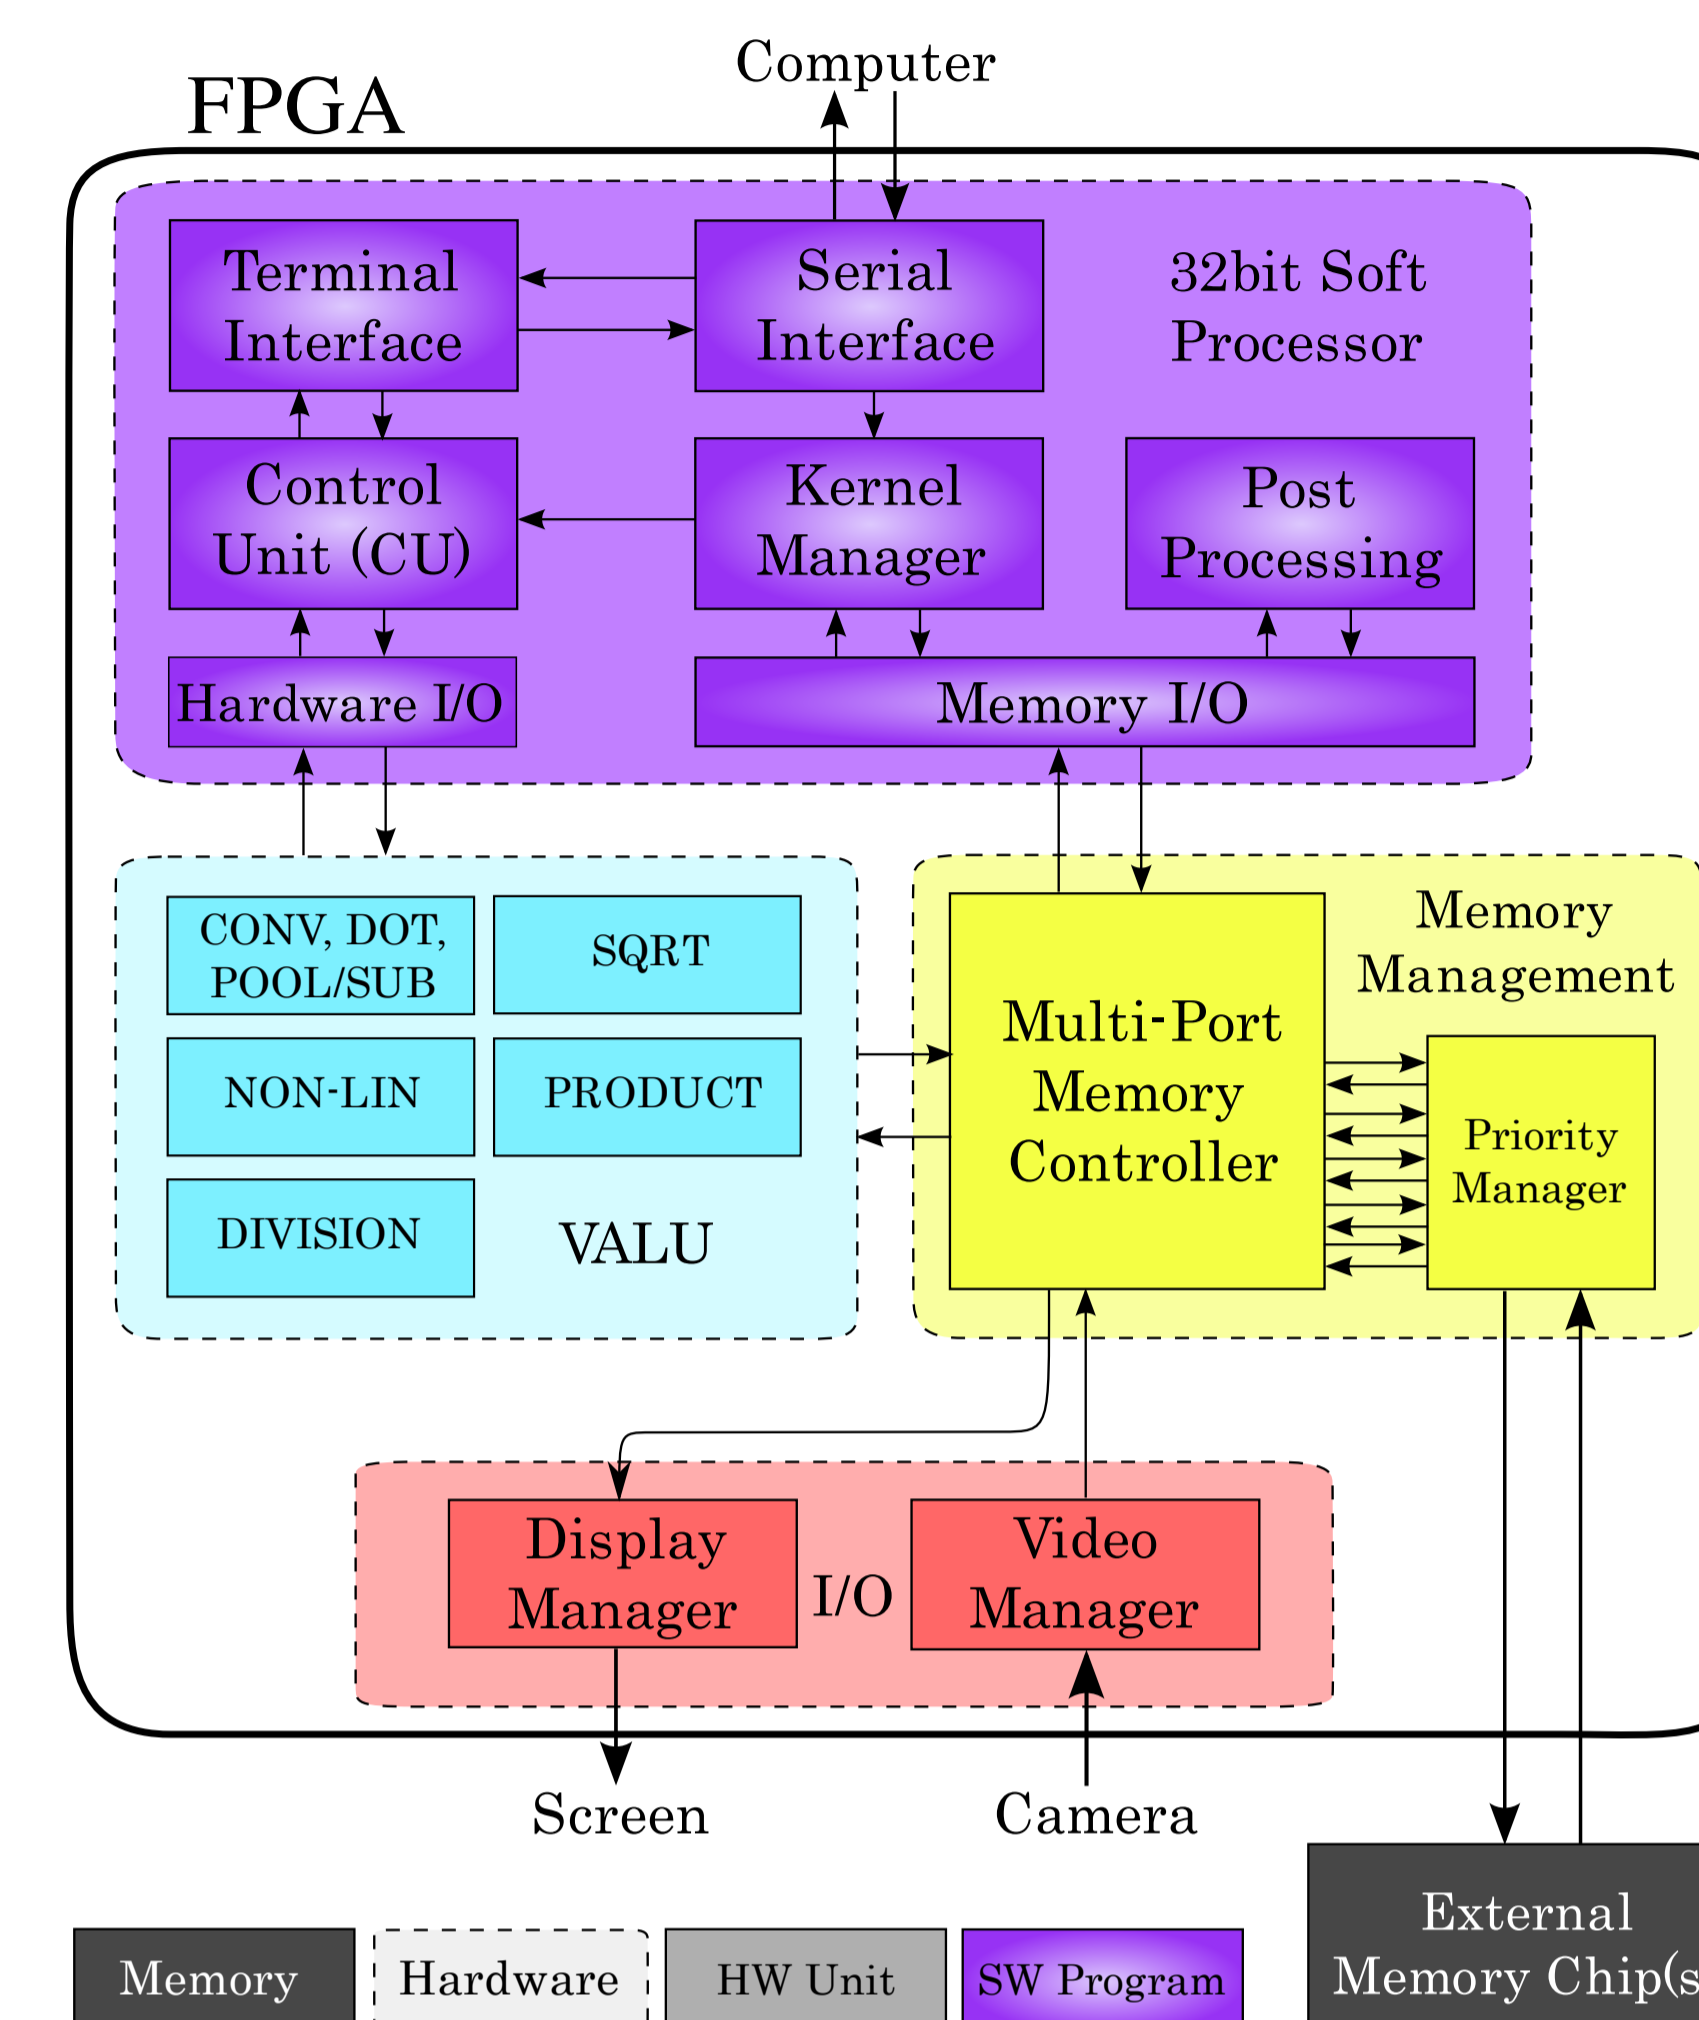 Computer
FPGA
Terminal
Interface
Serial
Interface
32bit Soft
Processor
Control
Unit (CU)
Kernel
Manager
Post
Processing
Hardware I/O
Memory I/O
CONV, DOT,
POOL/SUB
SQRT
NON-LIN
PRODUCT
DIVISION
VALU
Memory
Management
Multi-Port
Memory
Controller
Priority
Manager
Display
Manager
I/O
Video
Manager
Screen
Camera
External
Memory Chip(s
Memory
Hardware
HW Unit
SW Program